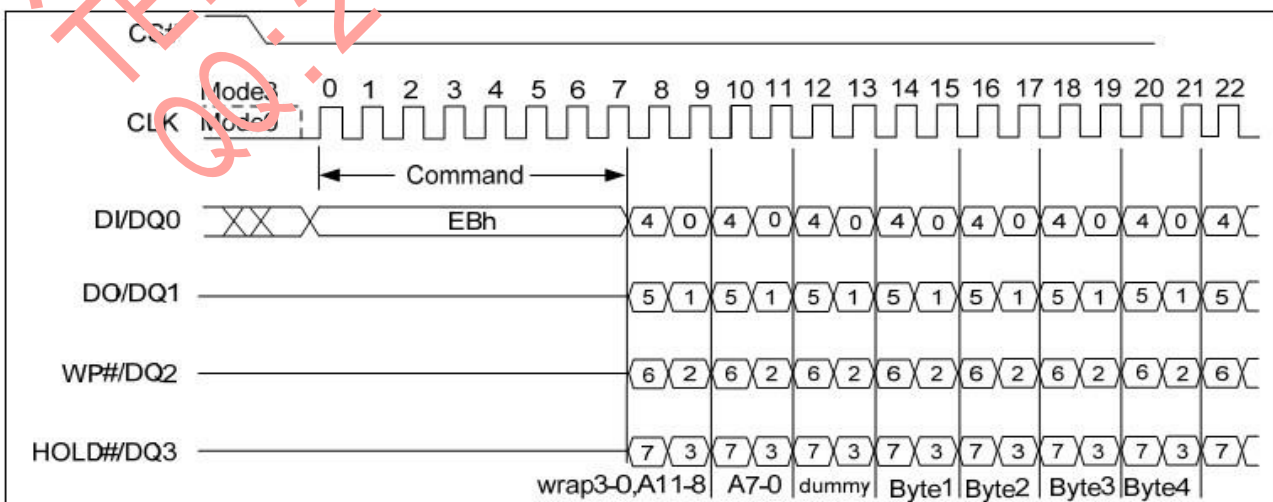 CS#
Mode3 0 1 2 3 4 5 6 7 8 9 10 11 12 13 14 15 16 17 18 19 20 21 22
CLK Mode0
Command
DI/DQ0 EBh 4 0 4 0 4 0 4 0 4 0 4 0 4 0 4
DO/DQ1 5 1 5 1 5 1 5 1 5 1 5 1 5 1 5
WP#/DQ2 6 2 6 2 6 2 6 2 6 2 6 2 6 2 6
HOLD#/DQ3 7 3 7 3 7 3 7 3 7 3 7 3 7 3 7
wrap3-0,A11-8 A7-0 dummy Byte1 Byte2 Byte3 Byte4
QQ:2